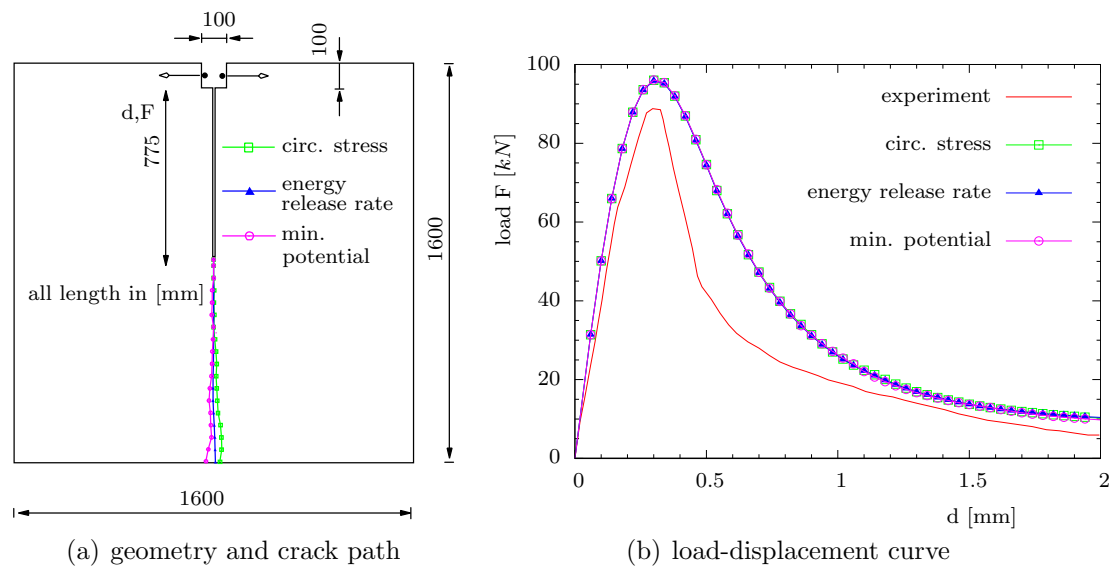 100
100
d,F
775
circ. stress
energy
release rate
min.
potential
all length in [mm]
1600
1600
(a) geometry and crack path
100
80
60
40
20
0
load F [kN]
experiment
circ. stress
energy release rate
min. potential
0
0.5
1
1.5
2
d [mm]
(b) load-displacement curve